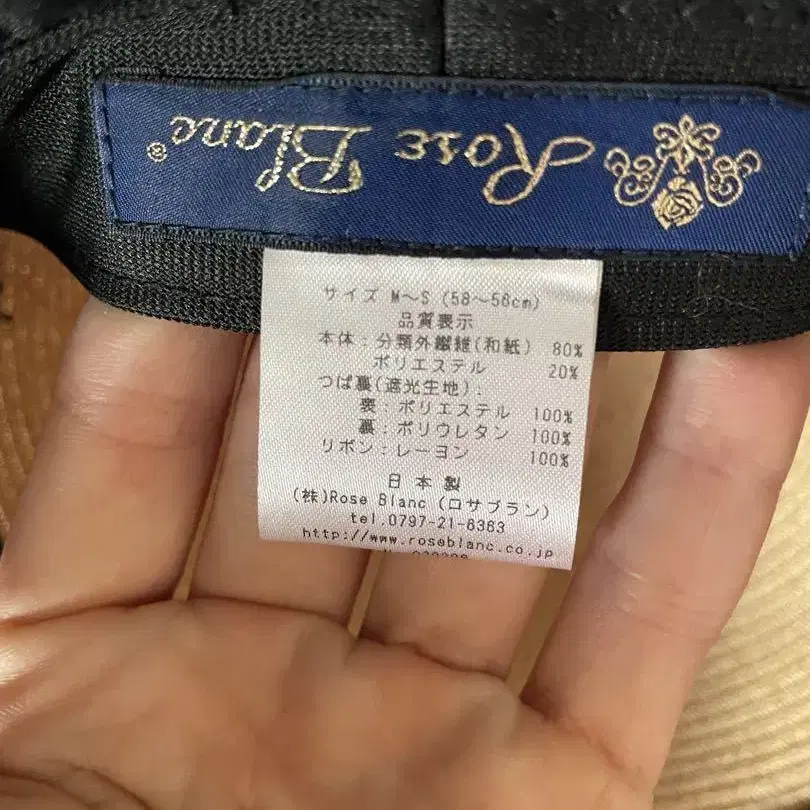 Rose Blanc®
サイズ M～S (58～56cm)
品質表示
本体：分類外繊維(和紙) 80%
ポリエステル 20%
つば裏(遮光生地)：
表：ポリエステル 100%
裏：ポリウレタン 100%
リボン：レーヨン 100%
日本製
(株)Rose Blanc (ロサブラン)
tel.0797-21-6363
http://www.roseblanc.co.jp